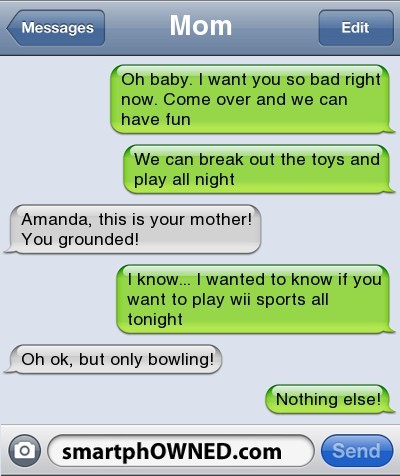 Messages Mom Edit
Oh baby. I want you so bad right
now. Come over and we can
have fun
We can break out the toys and
play all night
Amanda, this is your mother!
You grounded!
I know... I wanted to know if you
want to play wii sports all
tonight
Oh ok, but only bowling!
Nothing else!
smartphOWNED.com Send